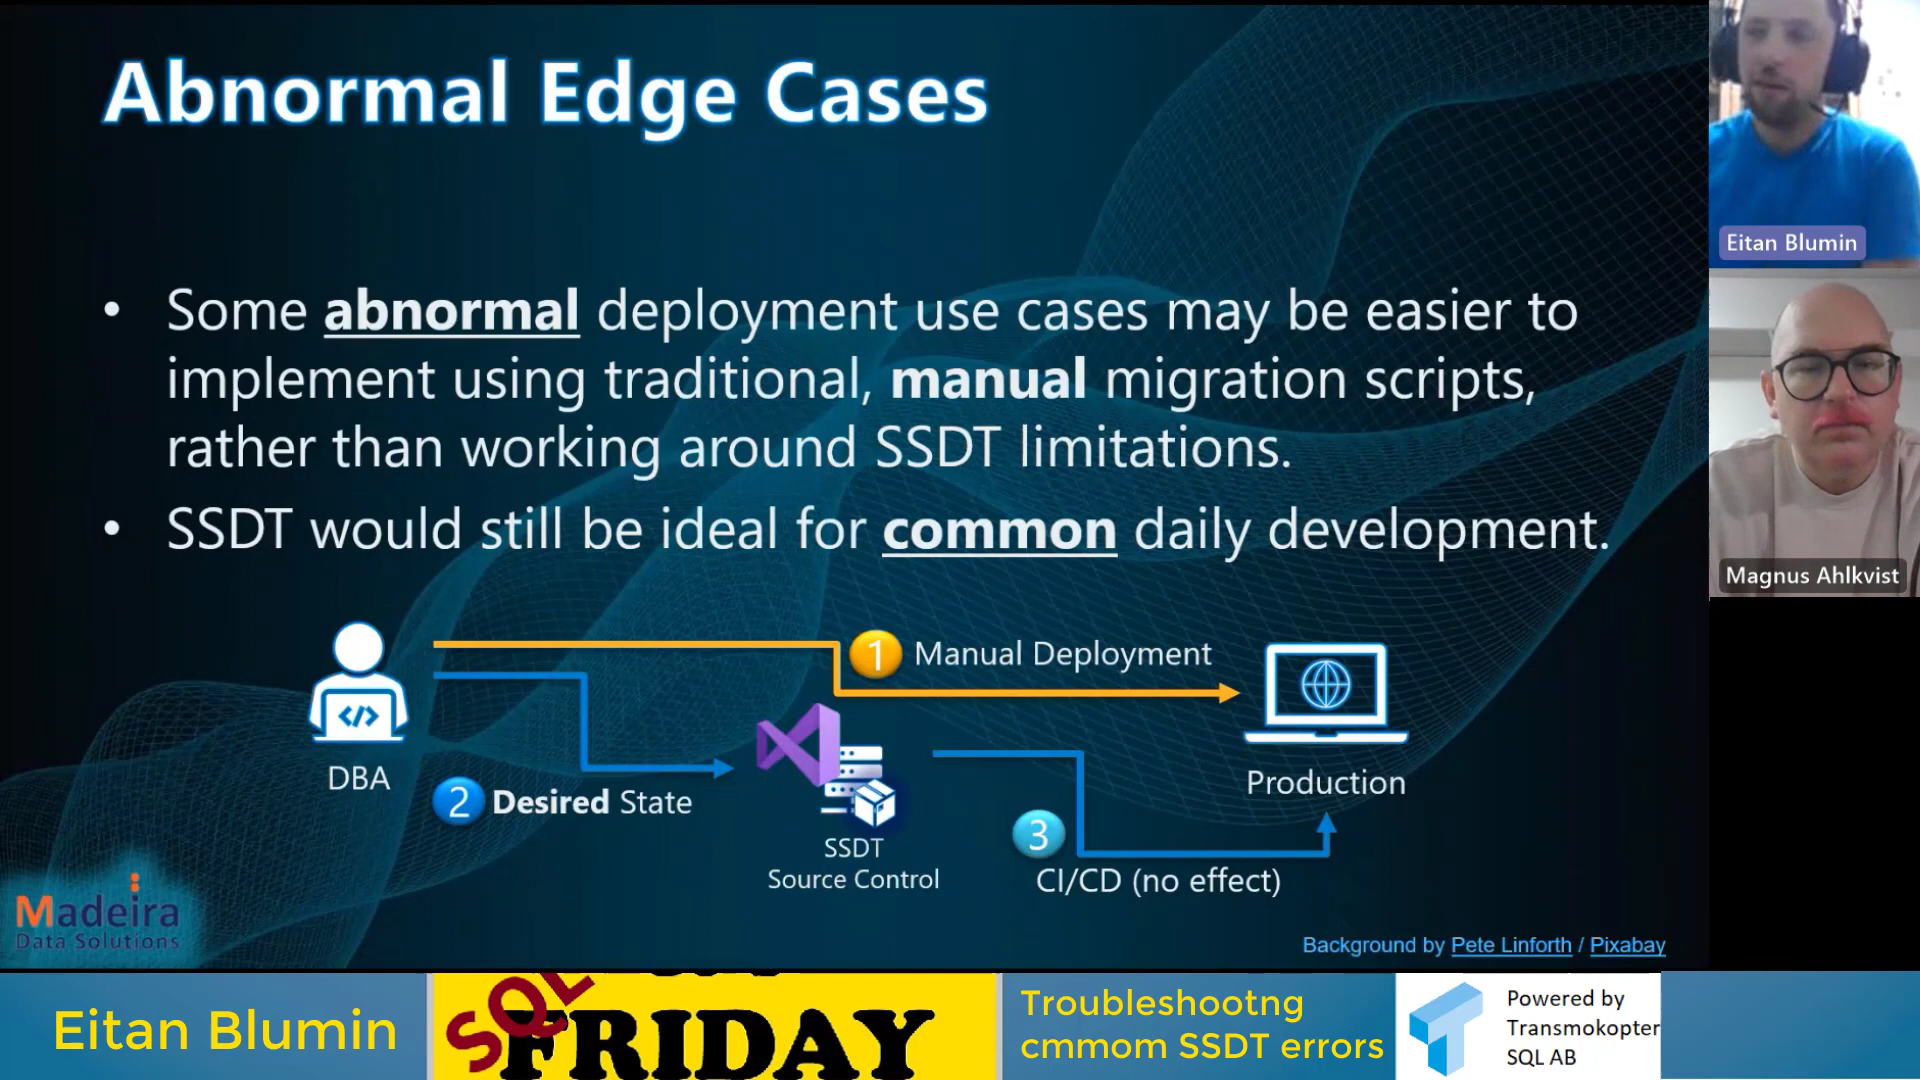 Abnormal Edge Cases
• Some abnormal deployment use cases may be easier to
implement using traditional, manual migration scripts,
rather than working around SSDT limitations.
• SSDT would still be ideal for common daily development.
1 Manual Deployment
</>
DBA
2 Desired State
SSDT
Source Control
3
CI/CD (no effect)
Production
Madeira
Data Solutions
Background by Pete Linforth / Pixabay
Eitan Blumin
Magnus Ahlkvist
Eitan Blumin
SQL
FRIDAY
Troubleshootng
cmmom SSDT errors
Powered by
Transmokopter
SQL AB